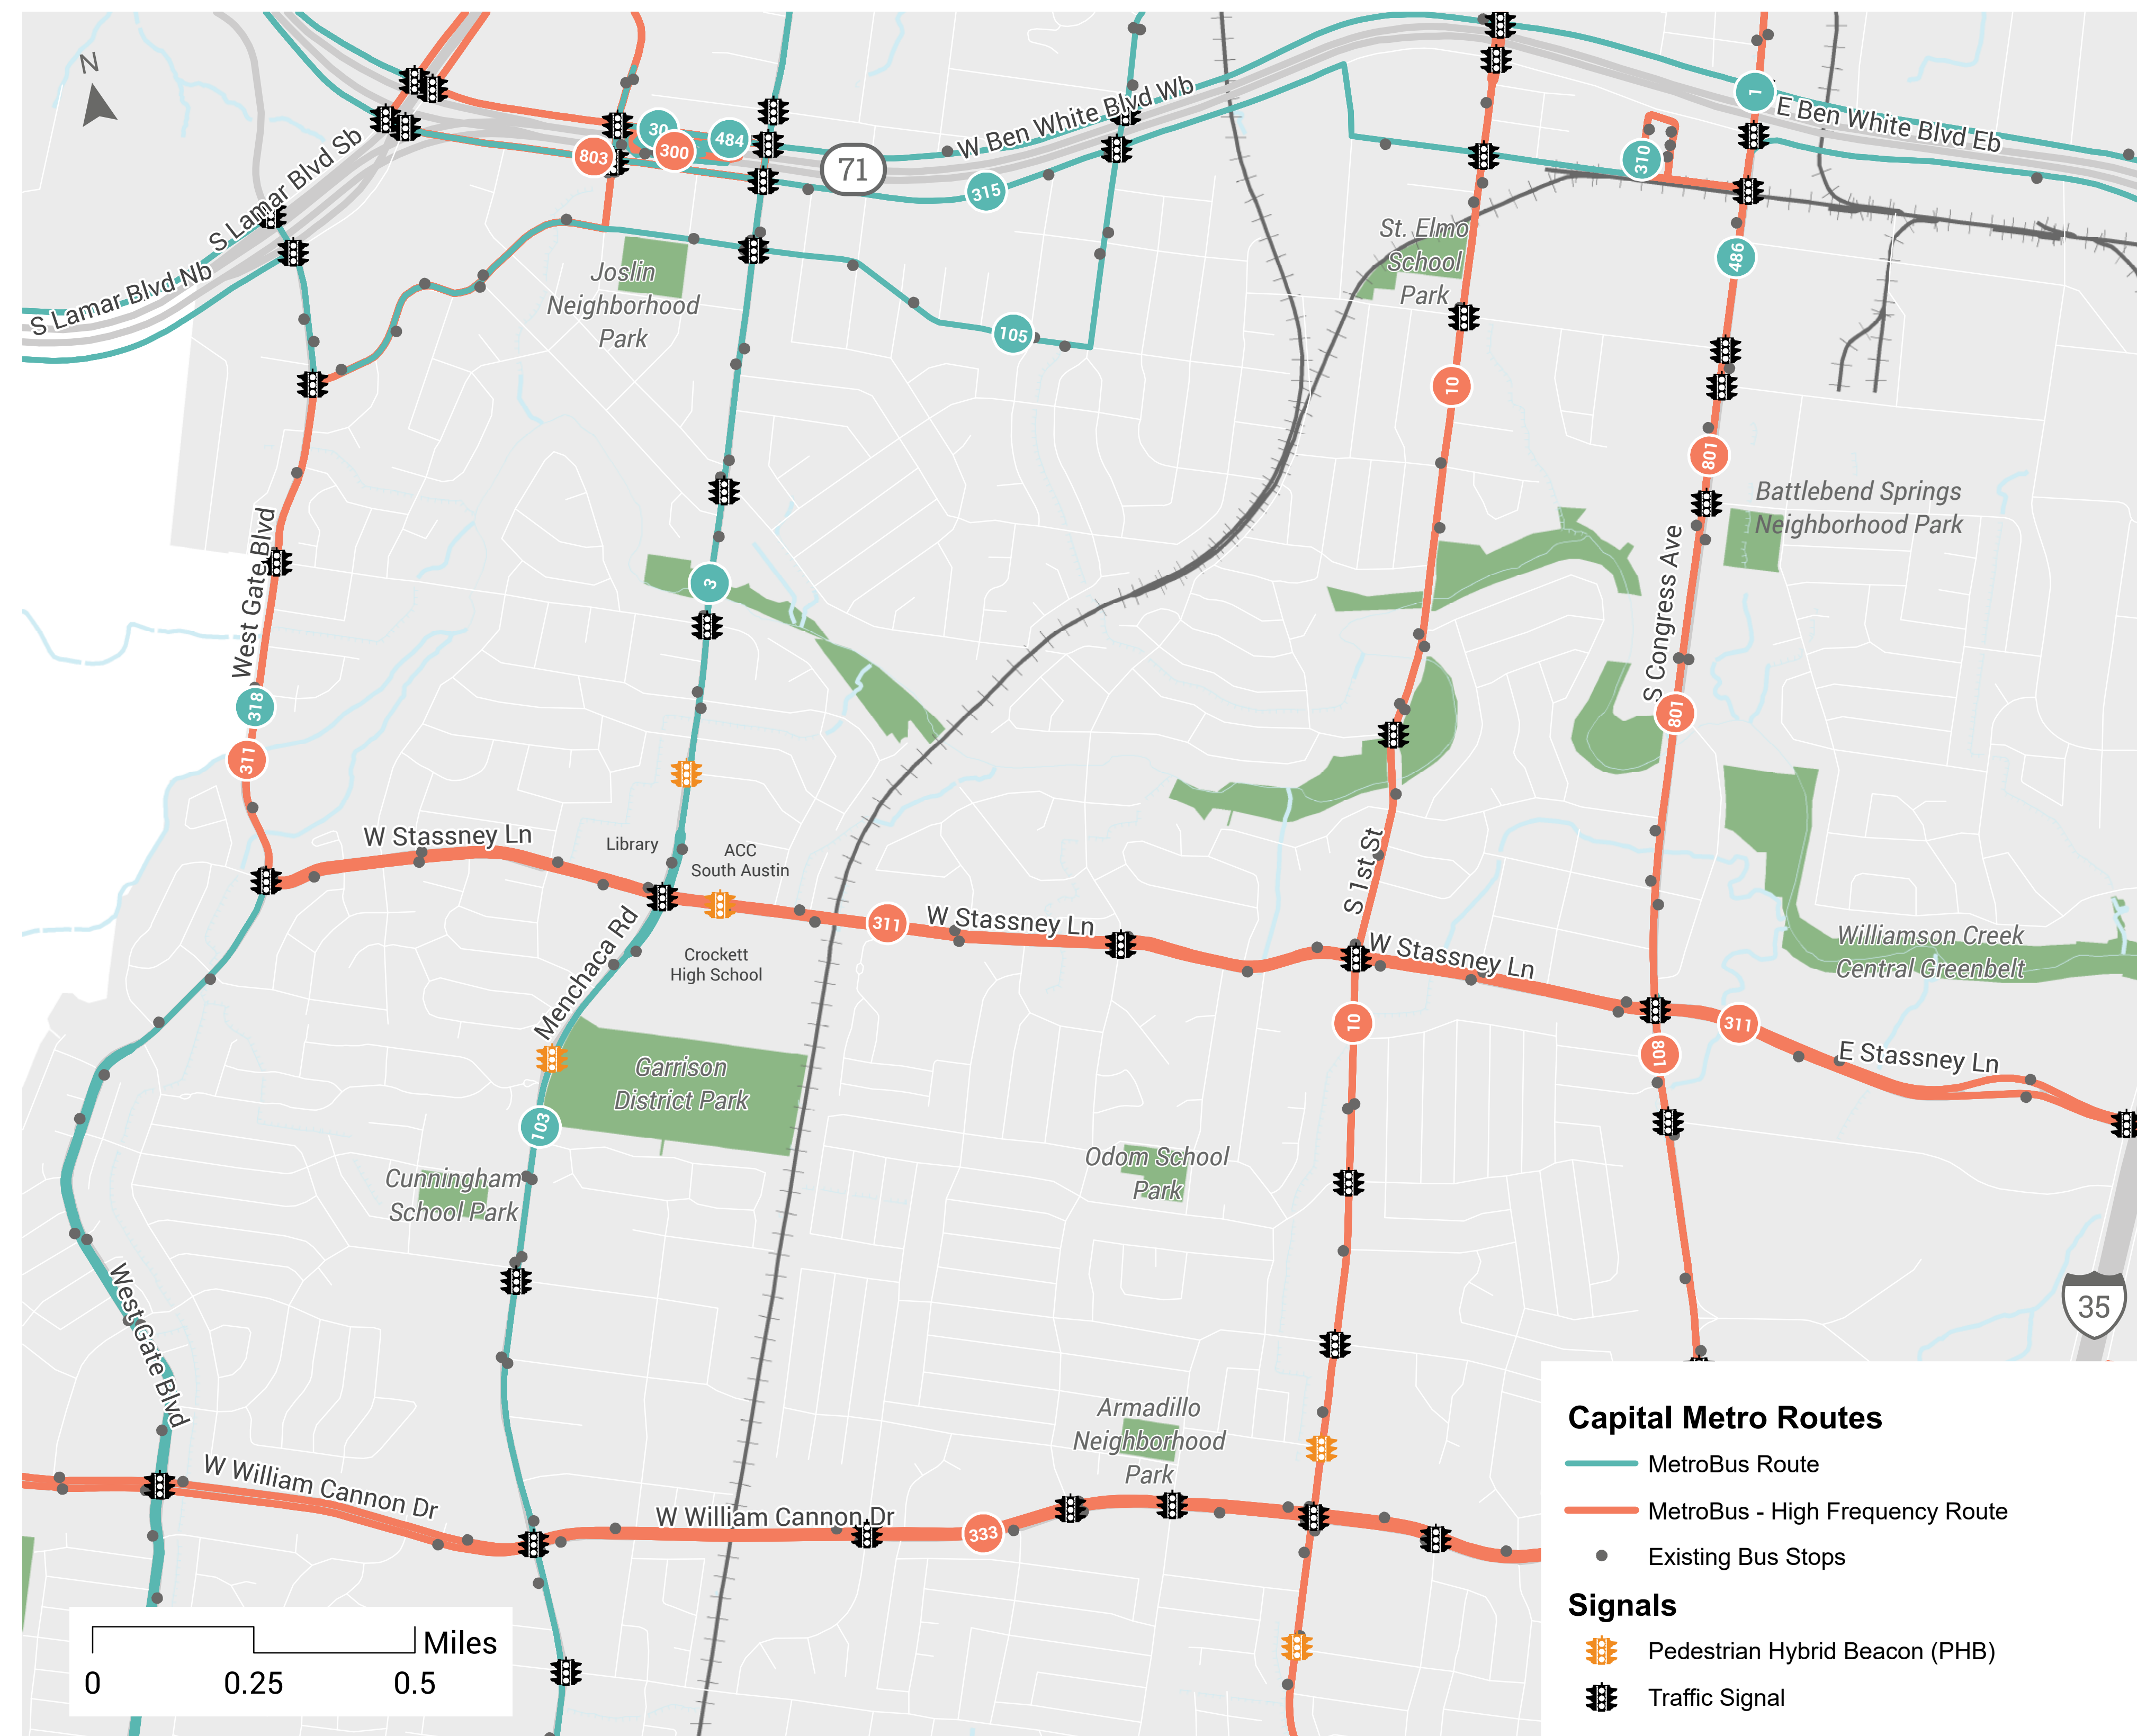 N
1
E Ben White Blvd Eb
W Ben White Blvd Wb
30
484
803
300
71
310
315
S Lamar Blvd Sb
S Lamar Blvd Nb
Joslin
Neighborhood
Park
St. Elmo
School
Park
486
105
10
801
Battlebend Springs
Neighborhood Park
West Gate Blvd
3
S Congress Ave
318
801
311
W Stassney Ln
Library
ACC
South Austin
S 1st St
311
W Stassney Ln
W Stassney Ln
Williamson Creek
Central Greenbelt
Menchaca Rd
Crockett
High School
10
311
801
E Stassney Ln
Garrison
District Park
103
Cunningham
School Park
Odom School
Park
West Gate Blvd
35
Armadillo
Neighborhood
Park
W William Cannon Dr
W William Cannon Dr
333
Miles
0
0.25
0.5
Capital Metro Routes
MetroBus Route
MetroBus - High Frequency Route
Existing Bus Stops
Signals
Pedestrian Hybrid Beacon (PHB)
Traffic Signal